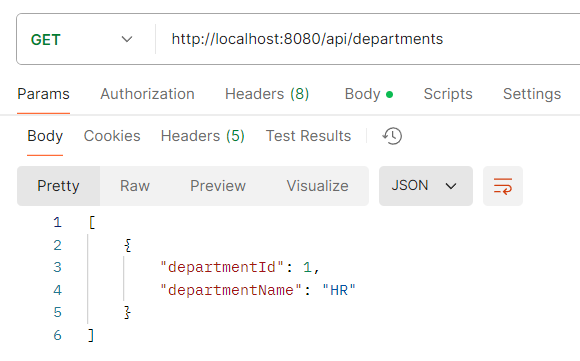 GET http://localhost:8080/api/departments
Params Authorization Headers (8) Body Scripts Settings
Body Cookies Headers (5) Test Results
Pretty Raw Preview Visualize JSON
1 [
2 {
3 "departmentId": 1,
4 "departmentName": "HR"
5 }
6 ]